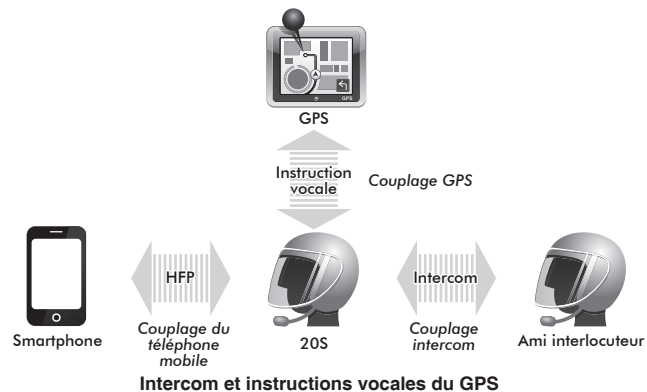 GPS
GPS
Instruction
vocale
Couplage GPS
HFP
Intercom
Smartphone
Couplage du
téléphone
mobile
20S
Couplage
intercom
Ami interlocuteur
Intercom et instructions vocales du GPS